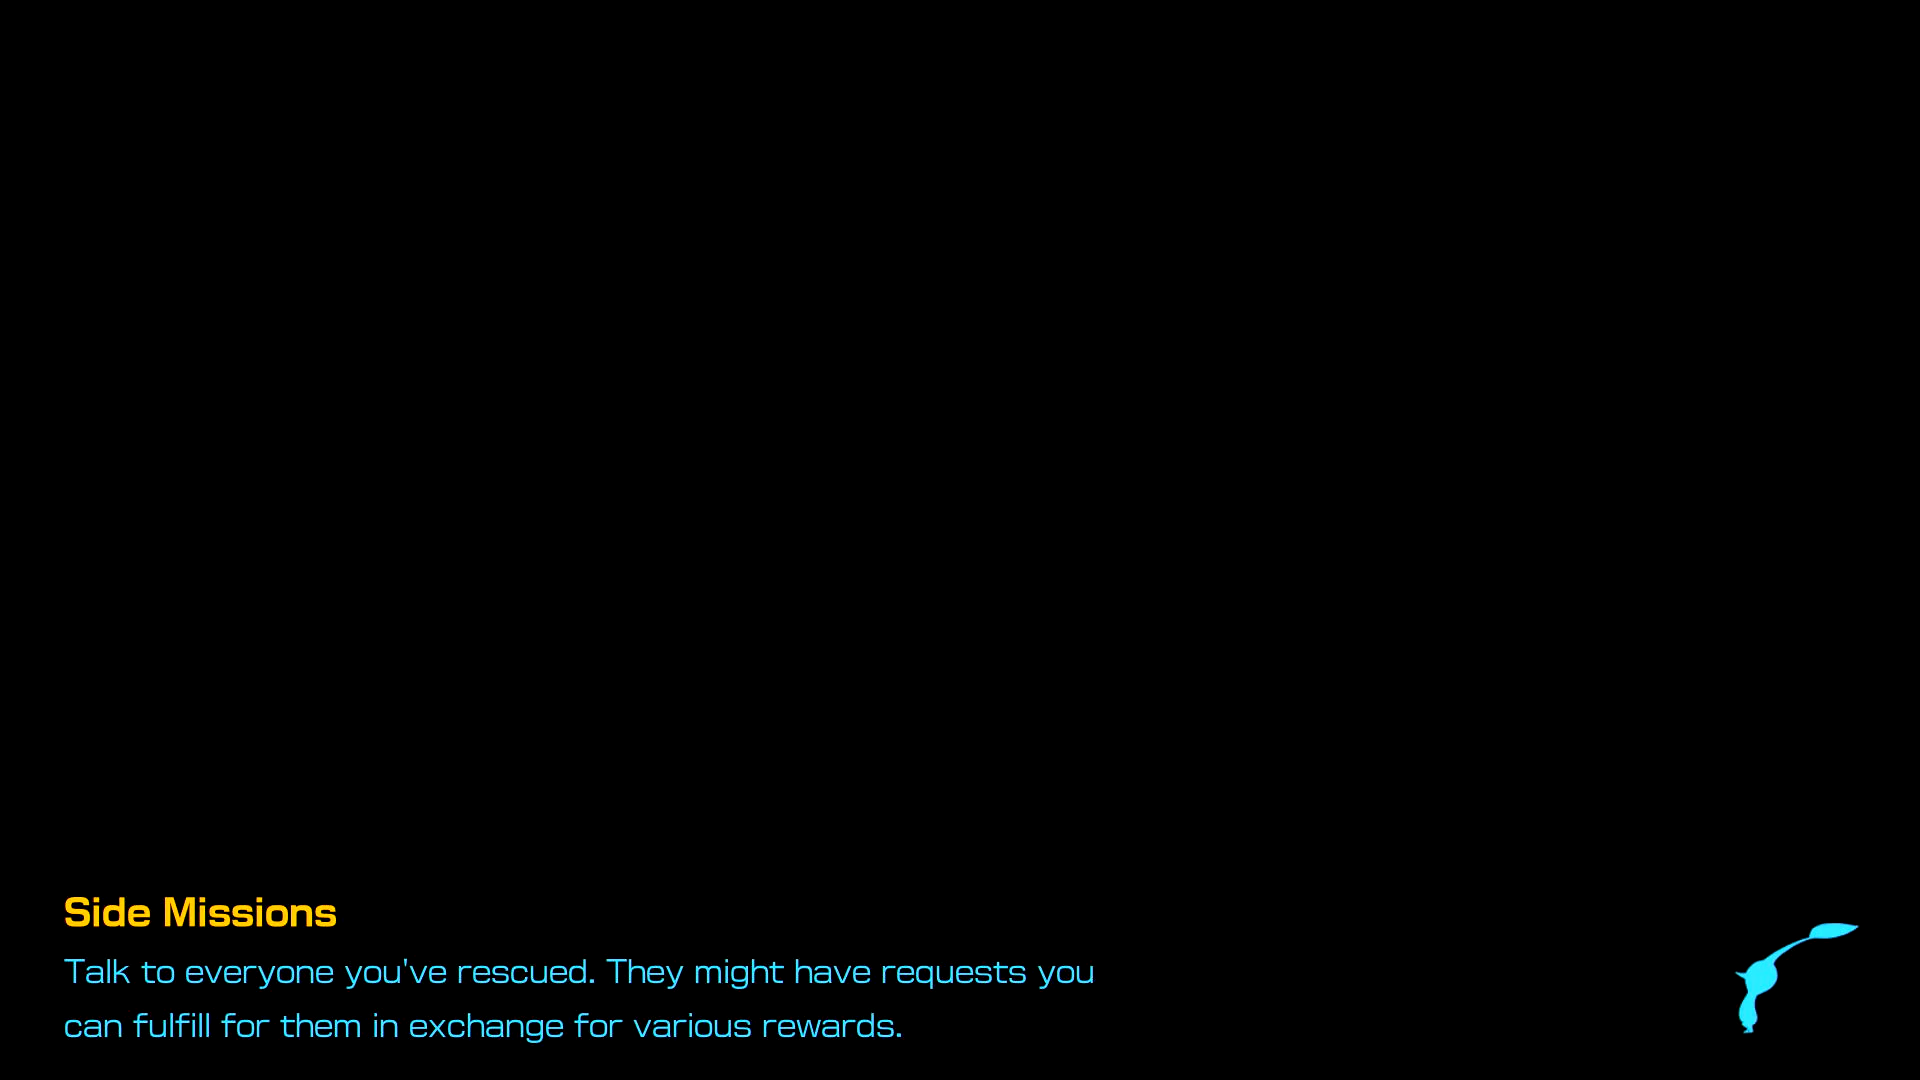 Side Missions
Talk to everyone you've rescued. They might have requests you
can fulfill for them in exchange for various rewards.